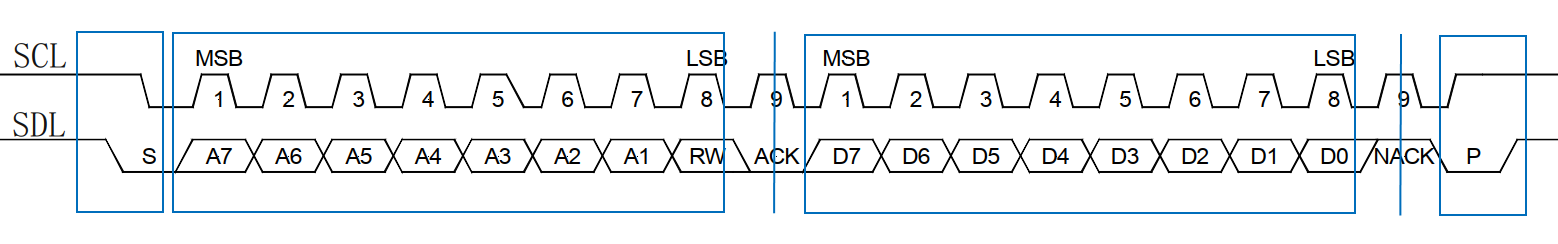 SCL MSB LSB MSB LSB
1 2 3 4 5 6 7 8 9 1 2 3 4 5 6 7 8 9
SDL
S A7 A6 A5 A4 A3 A2 A1 RW ACK D7 D6 D5 D4 D3 D2 D1 D0 NACK P